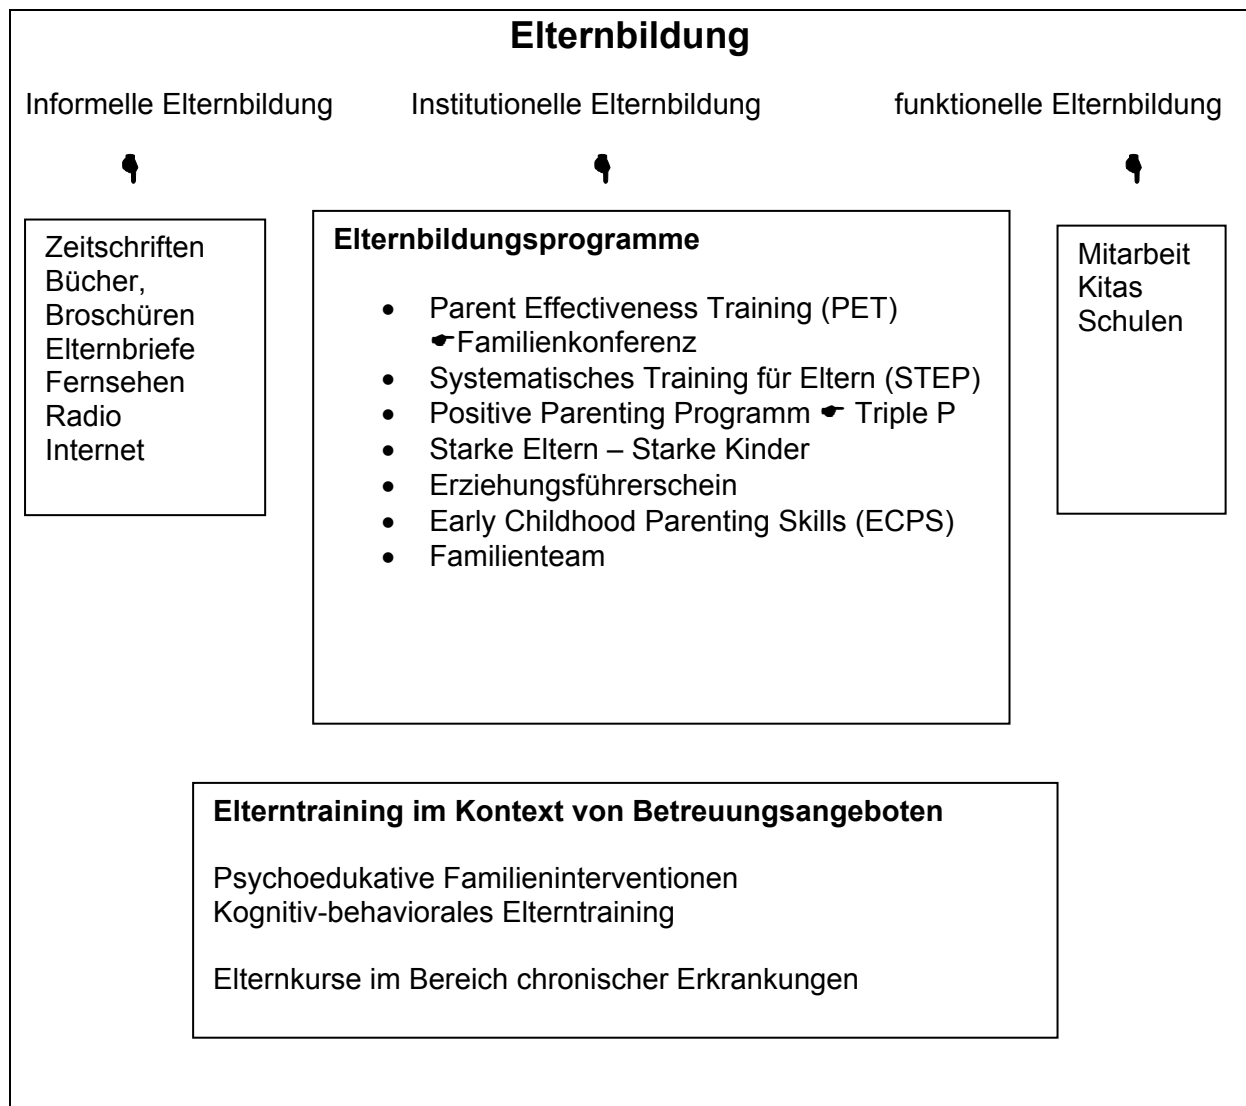 Elternbildung
Informelle Elternbildung
Institutionelle Elternbildung
funktionelle Elternbildung
Zeitschriften
Bücher,
Broschüren
Elternbriefe
Fernsehen
Radio
Internet
Elternbildungsprogramme
• Parent Effectiveness Training (PET)
☛Familienkonferenz
• Systematisches Training für Eltern (STEP)
• Positive Parenting Programm ☛ Triple P
• Starke Eltern – Starke Kinder
• Erziehungsführerschein
• Early Childhood Parenting Skills (ECPS)
• Familienteam
Mitarbeit
Kitas
Schulen
Elterntraining im Kontext von Betreuungsangeboten
Psychoedukative Familieninterventionen
Kognitiv-behaviorales Elterntraining
Elternkurse im Bereich chronischer Erkrankungen